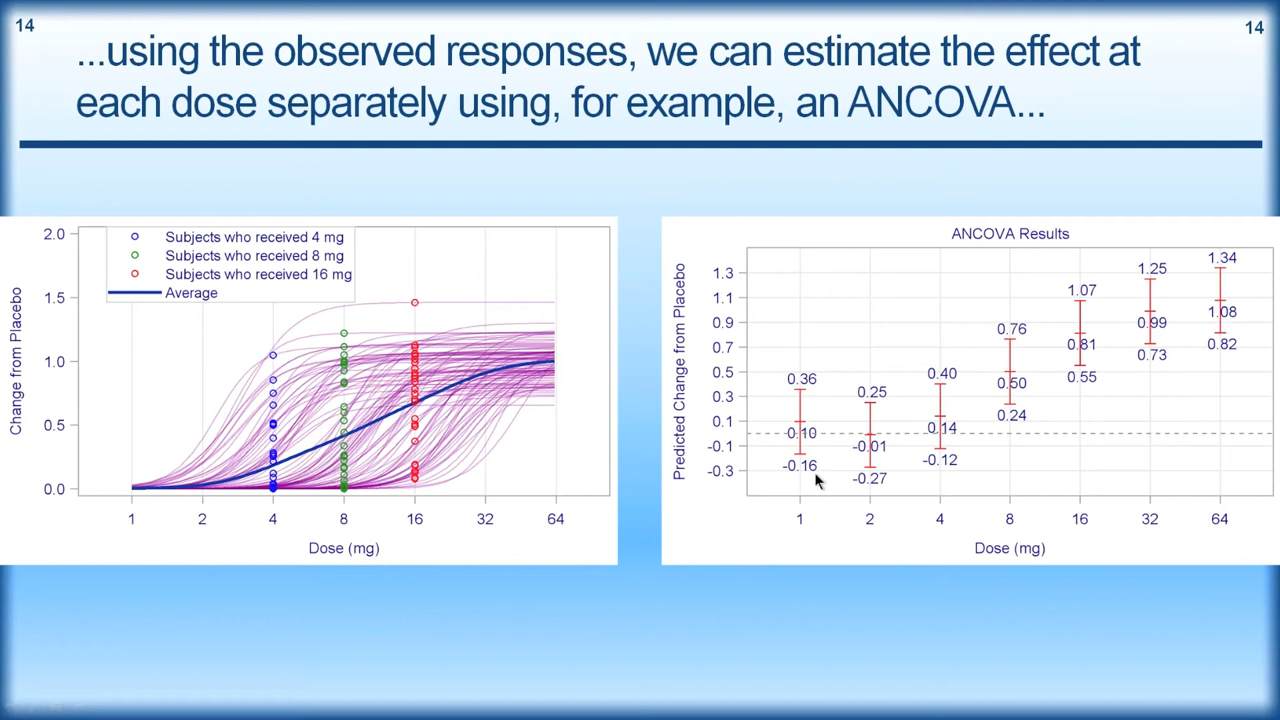 14
14
...using the observed responses, we can estimate the effect at
each dose separately using, for example, an ANCOVA...
Change from Placebo
2.0
1.5
1.0
0.5
0.0
Subjects who received 4 mg
Subjects who received 8 mg
Subjects who received 16 mg
Average
1 2 4 8 16 32 64
Dose (mg)
ANCOVA Results
Predicted Change from Placebo
1.3
1.1
0.9
0.7
0.5
0.3
0.1
-0.1
-0.3
0.36
0.10
-0.16
0.25
-0.01
-0.27
0.40
0.14
-0.12
0.76
0.50
0.24
1.07
0.81
0.55
1.25
0.99
0.73
1.34
1.08
0.82
1 2 4 8 16 32 64
Dose (mg)